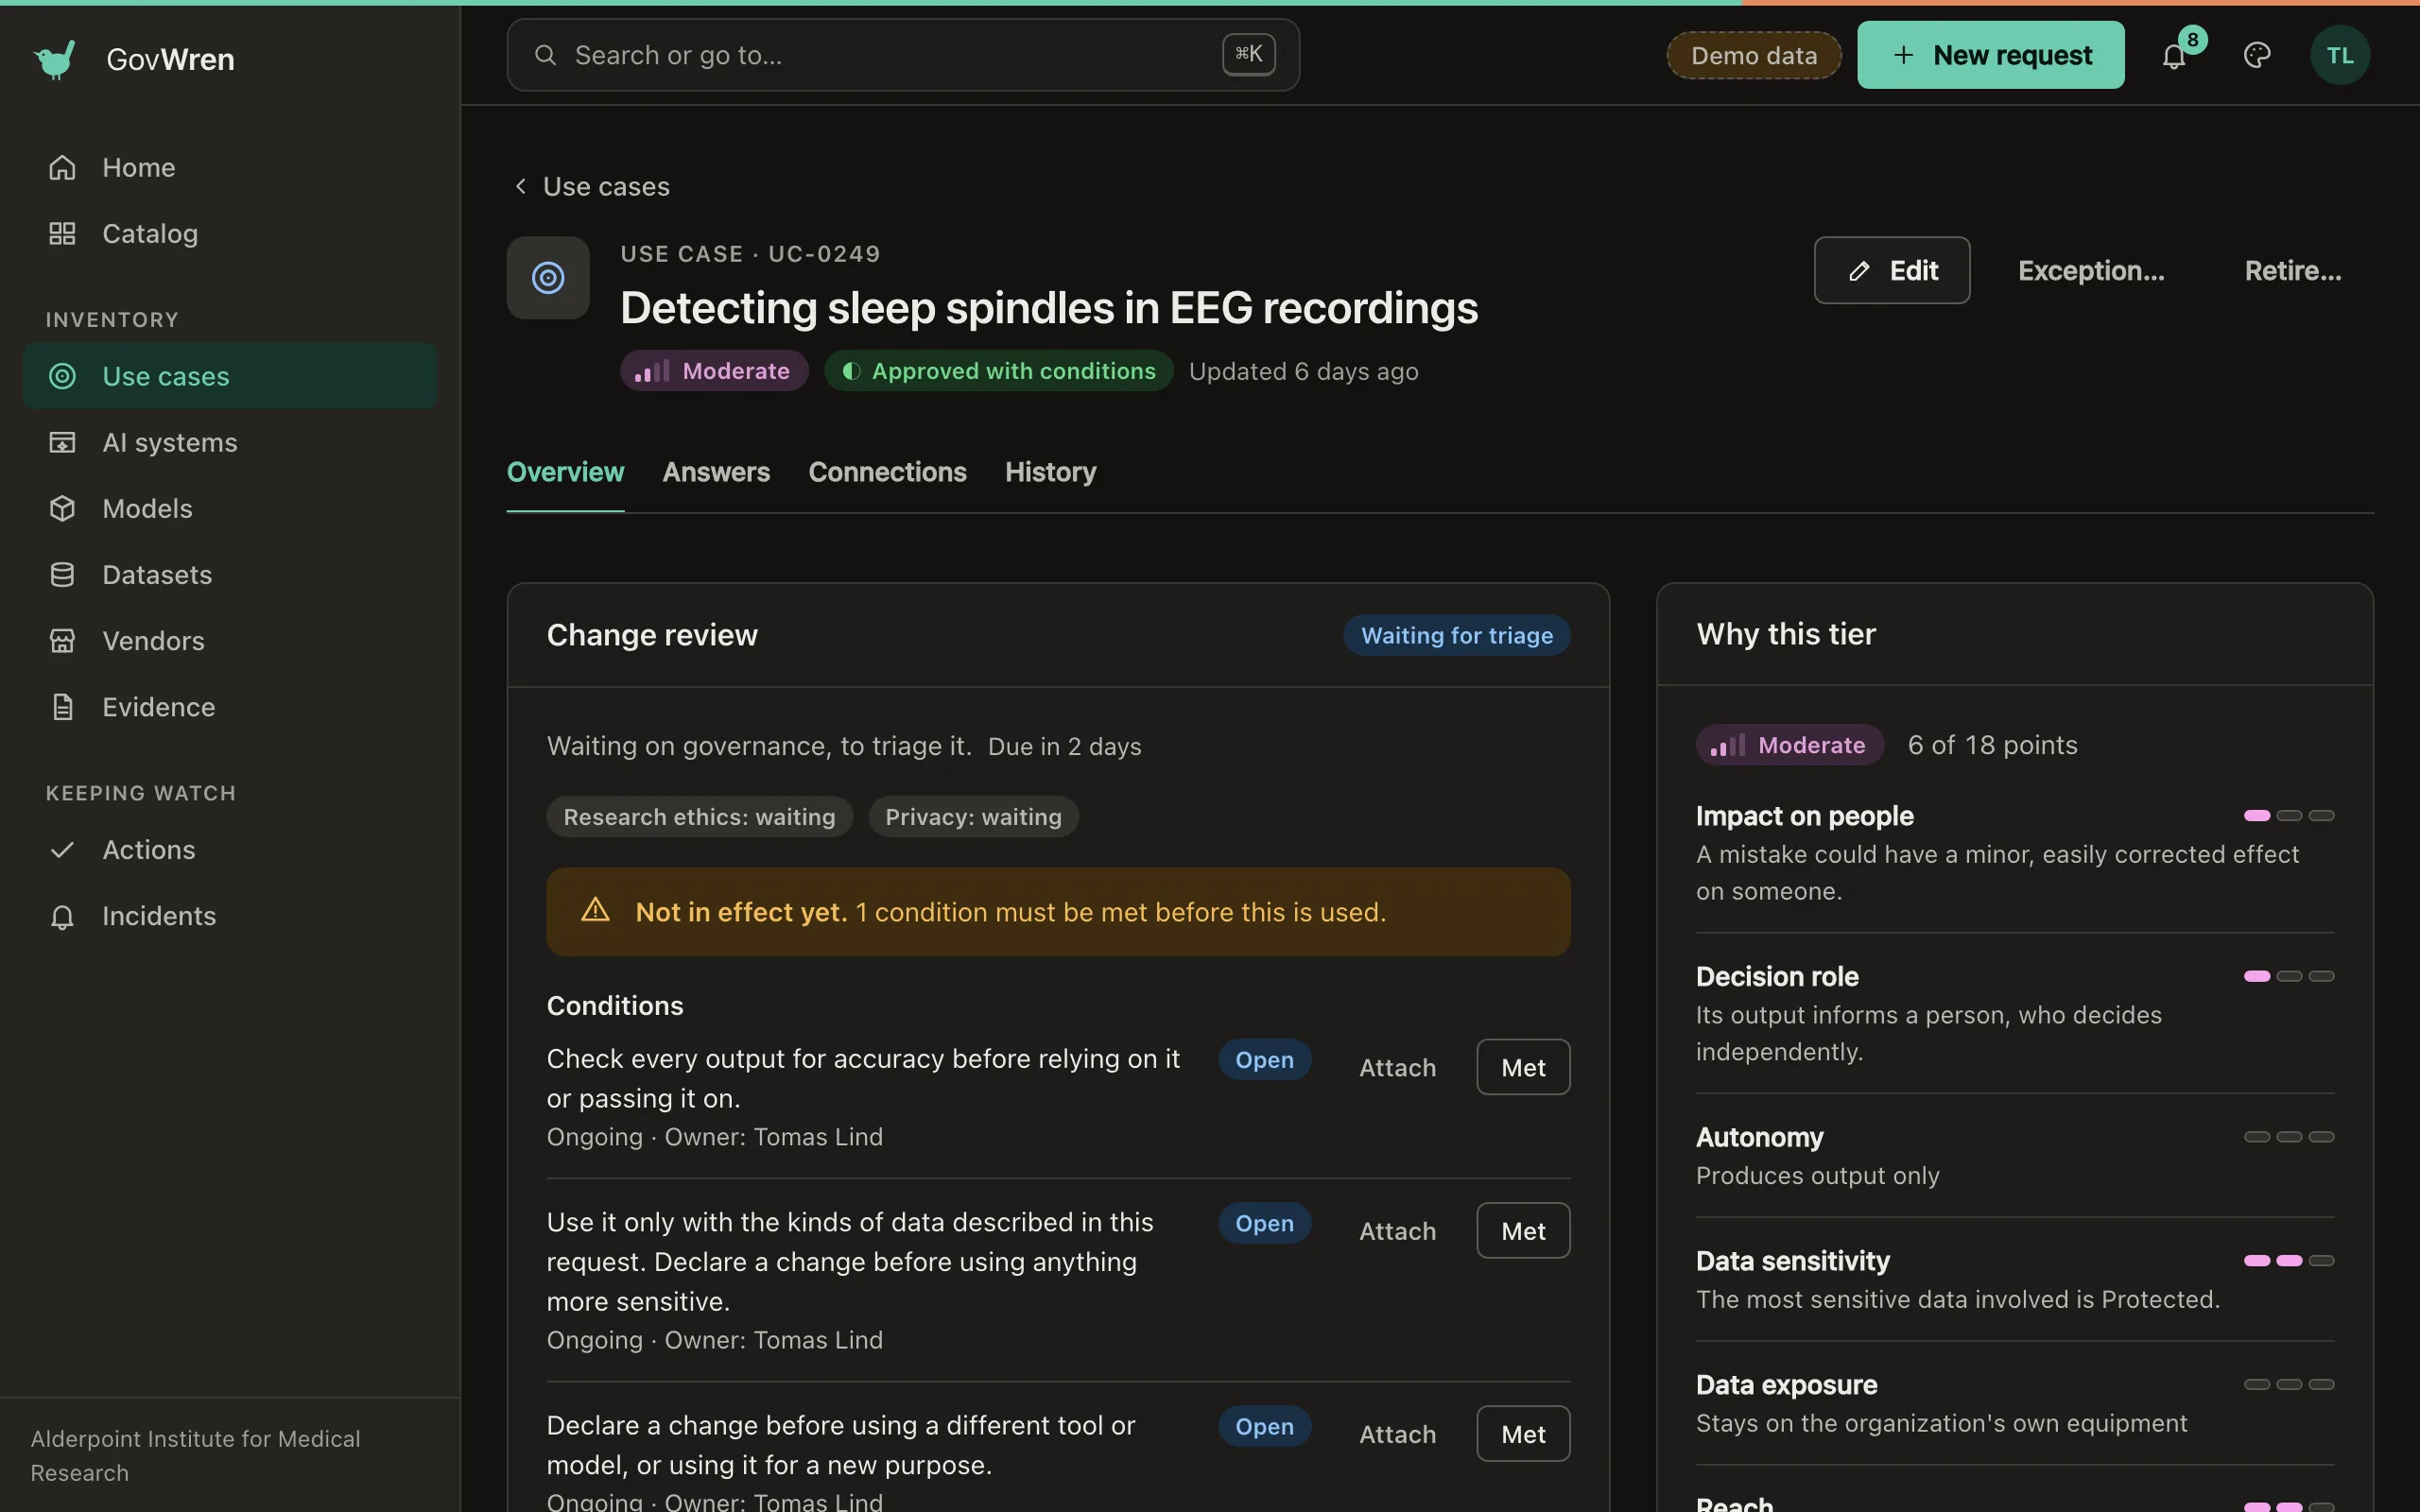 GovWren
Search or go to...
⌘K
Demo data
+ New request
8
TL
Home
Catalog
INVENTORY
Use cases
AI systems
Models
Datasets
Vendors
Evidence
KEEPING WATCH
Actions
Incidents
Alderpoint Institute for Medical
Research
Use cases
USE CASE · UC-0249
Detecting sleep spindles in EEG recordings
Moderate
Approved with conditions
Updated 6 days ago
Edit
Exception...
Retire...
Overview
Answers
Connections
History
Change review
Waiting for triage
Waiting on governance, to triage it. Due in 2 days
Research ethics: waiting
Privacy: waiting
Not in effect yet. 1 condition must be met before this is used.
Conditions
Check every output for accuracy before relying on it
or passing it on.
Ongoing · Owner: Tomas Lind
Open
Attach
Met
Use it only with the kinds of data described in this
request. Declare a change before using anything
more sensitive.
Ongoing · Owner: Tomas Lind
Open
Attach
Met
Declare a change before using a different tool or
model, or using it for a new purpose.
Ongoing · Owner: Tomas Lind
Open
Attach
Met
Why this tier
Moderate
6 of 18 points
Impact on people
A mistake could have a minor, easily corrected effect
on someone.
Decision role
Its output informs a person, who decides
independently.
Autonomy
Produces output only
Data sensitivity
The most sensitive data involved is Protected.
Data exposure
Stays on the organization's own equipment
Reach